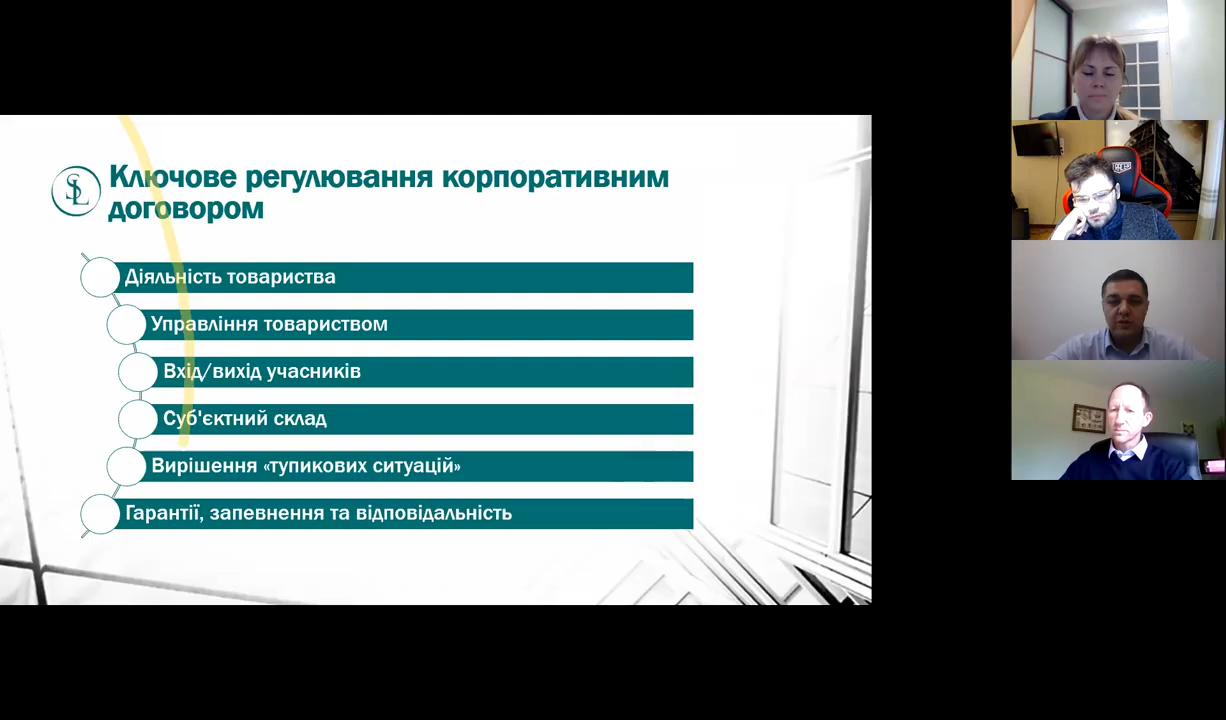 Ключове регулювання корпоративним
договором
Діяльність товариства
Управління товариством
Вхід/вихід учасників
Суб'єктний склад
Вирішення «тупикових ситуацій»
Гарантії, запевнення та відповідальність